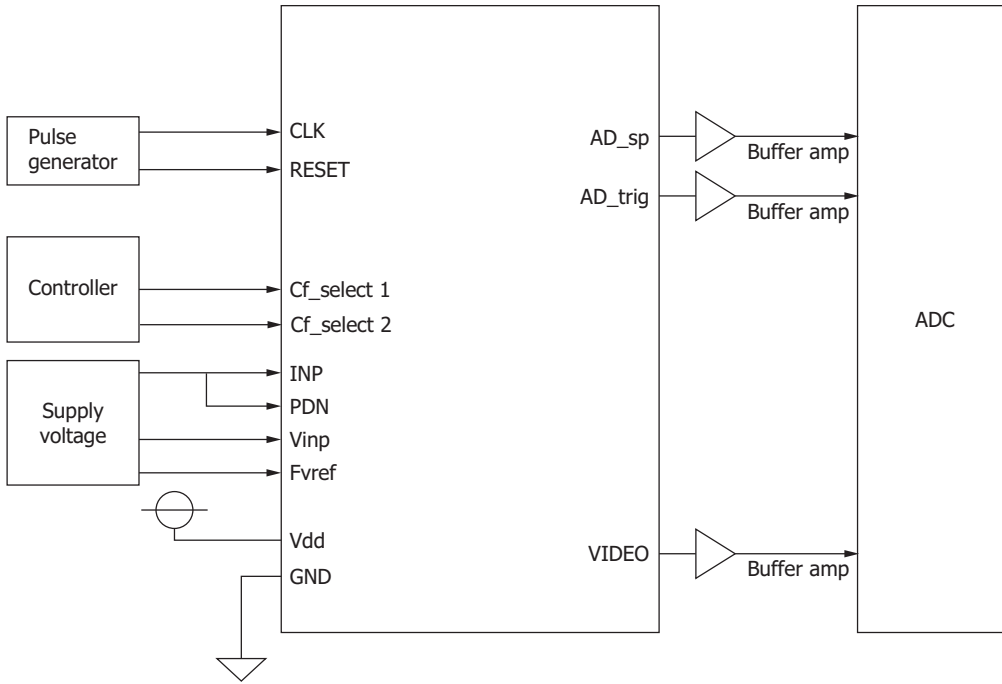 Pulse
generator
Controller
Supply
voltage
CLK
RESET
Cf_select 1
Cf_select 2
INP
PDN
Vinp
Fvref
Vdd
GND
AD_sp
AD_trig
VIDEO
Buffer amp
Buffer amp
Buffer amp
ADC